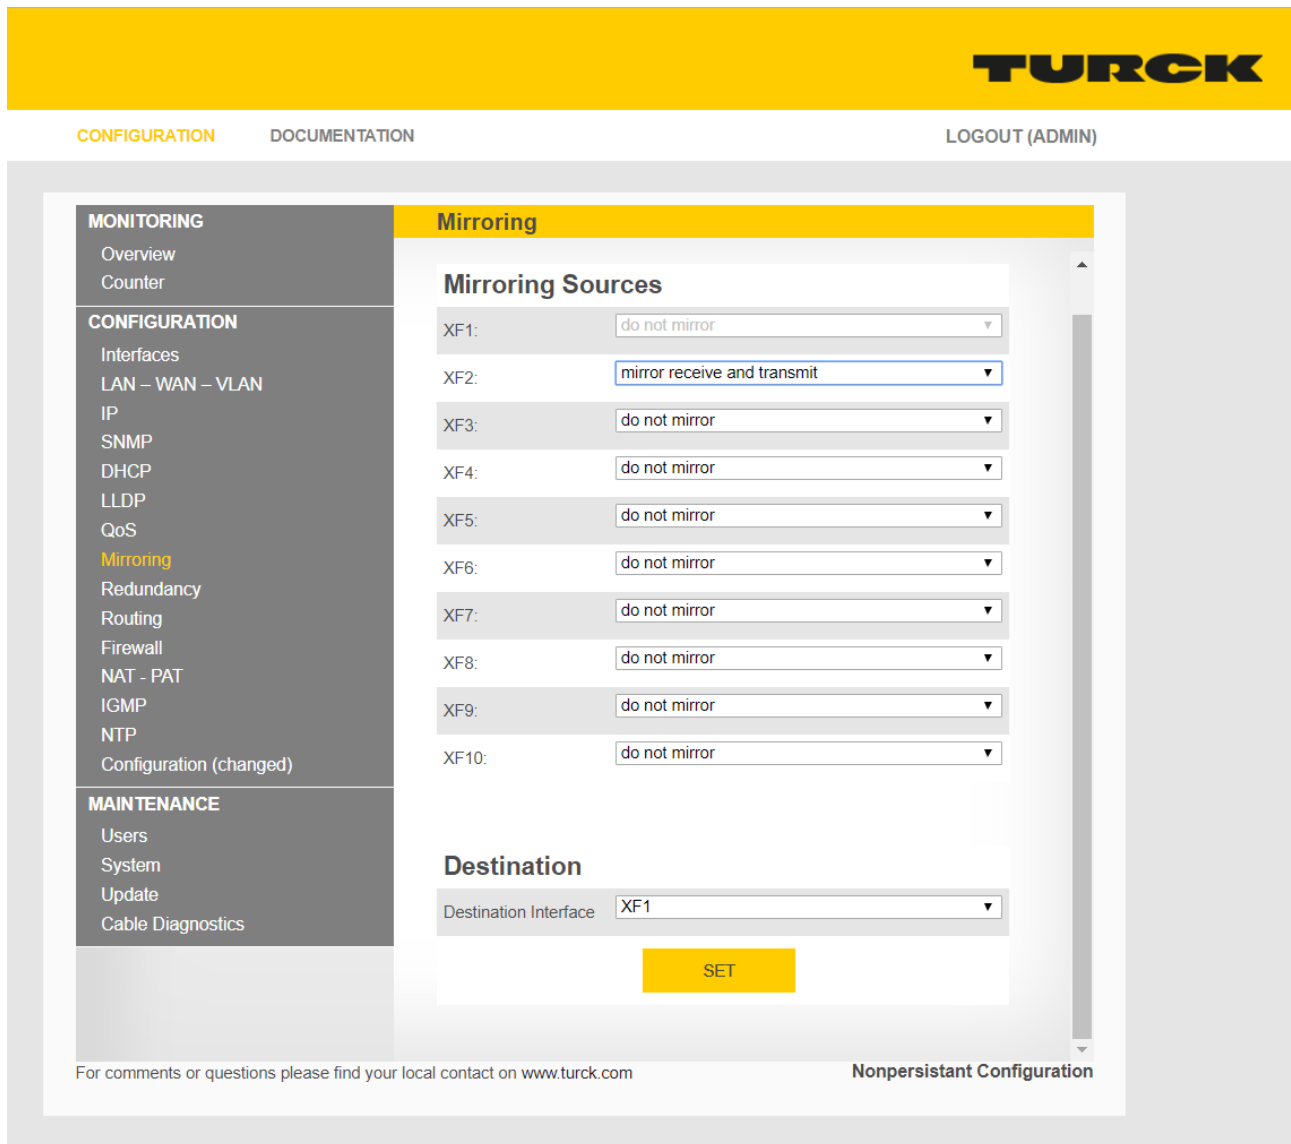 TURCK
CONFIGURATION DOCUMENTATION LOGOUT (ADMIN)
MONITORING
Overview
Counter
CONFIGURATION
Interfaces
LAN – WAN – VLAN
IP
SNMP
DHCP
LLDP
QoS
Mirroring
Redundancy
Routing
Firewall
NAT - PAT
IGMP
NTP
Configuration (changed)
MAINTENANCE
Users
System
Update
Cable Diagnostics
Mirroring
Mirroring Sources
XF1: do not mirror
XF2: mirror receive and transmit
XF3: do not mirror
XF4: do not mirror
XF5: do not mirror
XF6: do not mirror
XF7: do not mirror
XF8: do not mirror
XF9: do not mirror
XF10: do not mirror
Destination
Destination Interface XF1
SET
For comments or questions please find your local contact on www.turck.com Nonpersistant Configuration